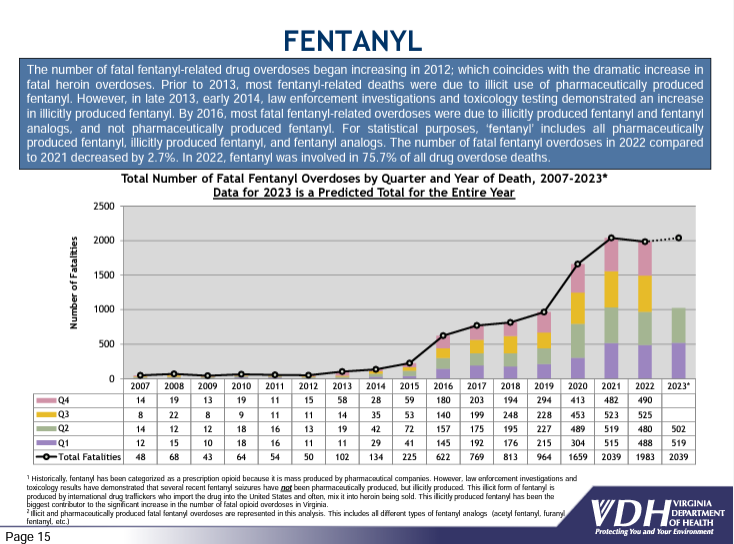 FENTANYL
The number of fatal fentanyl-related drug overdoses began increasing in 2012; which coincides with the dramatic increase in
fatal heroin overdoses. Prior to 2013, most fentanyl-related deaths were due to illicit use of pharmaceutically produced
fentanyl. However, in late 2013, early 2014, law enforcement investigations and toxicology testing demonstrated an increase
in illicitly produced fentanyl. By 2016, most fatal fentanyl-related overdoses were due to illicitly produced fentanyl and fentanyl
analogs, and not pharmaceutically produced fentanyl. For statistical purposes, ‘fentanyl’ includes all pharmaceutically
produced fentanyl, illicitly produced fentanyl, and fentanyl analogs. The number of fatal fentanyl overdoses in 2022 compared
to 2021 decreased by 2.7%. In 2022, fentanyl was involved in 75.7% of all drug overdose deaths.
Total Number of Fatal Fentanyl Overdoses by Quarter and Year of Death, 2007-2023*
Data for 2023 is a Predicted Total for the Entire Year
Number of Fatalities
2500
2000
1500
1000
500
0
2007 2008 2009 2010 2011 2012 2013 2014 2015 2016 2017 2018 2019 2020 2021 2022 2023*
Q4 14 19 13 19 11 15 58 28 59 180 203 194 294 413 482 490
Q3 8 22 8 9 11 11 14 35 53 140 199 248 228 453 523 525
Q2 14 12 12 18 16 13 19 42 72 157 175 195 227 489 519 480 502
Q1 12 15 10 18 16 11 11 29 41 145 192 176 215 304 515 488 519
Total Fatalities 48 68 43 64 54 50 102 134 225 622 769 813 964 1659 2039 1983 2039
1 Historically, fentanyl has been categorized as a prescription opioid because it is mass produced by pharmaceutical companies. However, law enforcement investigations and
toxicology results have demonstrated that several recent fentanyl seizures have not been pharmaceutically produced, but illicitly produced. This illicit form of fentanyl is
produced by international drug traffickers who import the drug into the United States and often, mix it into heroin being sold. This illicitly produced fentanyl has been the
biggest contributor to the significant increase in the number of fatal opioid overdoses in Virginia.
2 Illicit and pharmaceutically produced fatal fentanyl overdoses are represented in this analysis. This includes all different types of fentanyl analogs (acetyl fentanyl, furanyl
fentanyl, etc.)
VDH VIRGINIA
DEPARTMENT
OF HEALTH
Protecting You and Your Environment
Page 15